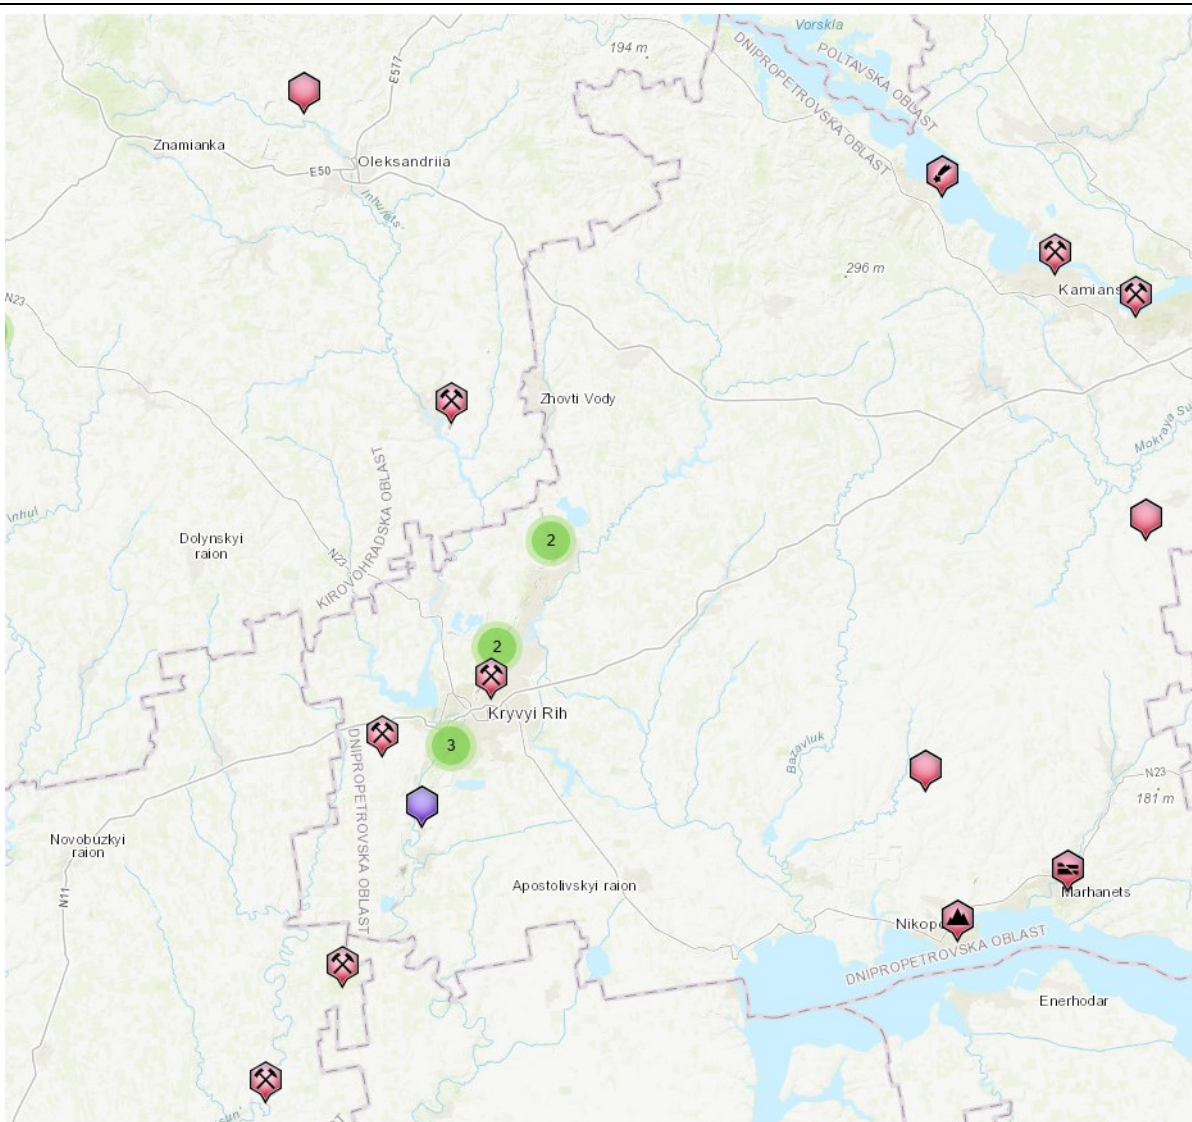 Vorskla
194 m
DNIPROPETROVSKA OBLAST
POLTAVSKA OBLAST
E577
Znamianka
E50
Oleksandriia
Inhulets'
296 m
Kamians
N23
Zhovti Vody
Mokraya Su
KIROVOHRADSKA OBLAST
Inhul
Dolynskyi
raion
2
N23
2
Kryvyi Rih
3
DNIPROPETROVSKA OBLAST
Bazavluk
N23
181 m
Novobuzkyi
raion
N11
Apostolivskyi raion
Marhanets
Nikopo
DNIPROPETROVSKA OBLAST
Enerhodar
sun'